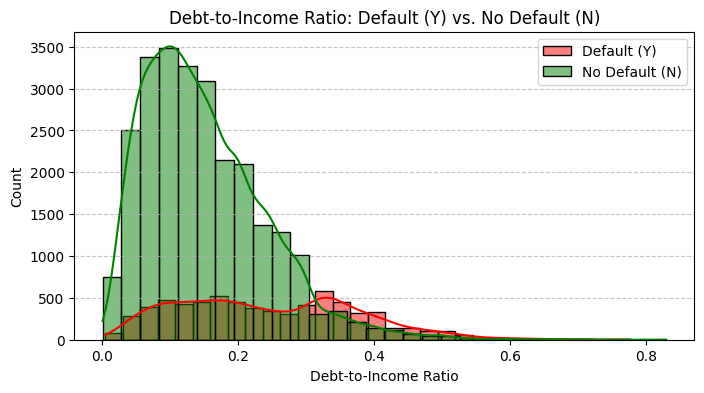 Debt-to-Income Ratio: Default (Y) vs. No Default (N)
Default (Y)
No Default (N)
Count
3500
3000
2500
2000
1500
1000
500
0
0.0 0.2 0.4 0.6 0.8
Debt-to-Income Ratio